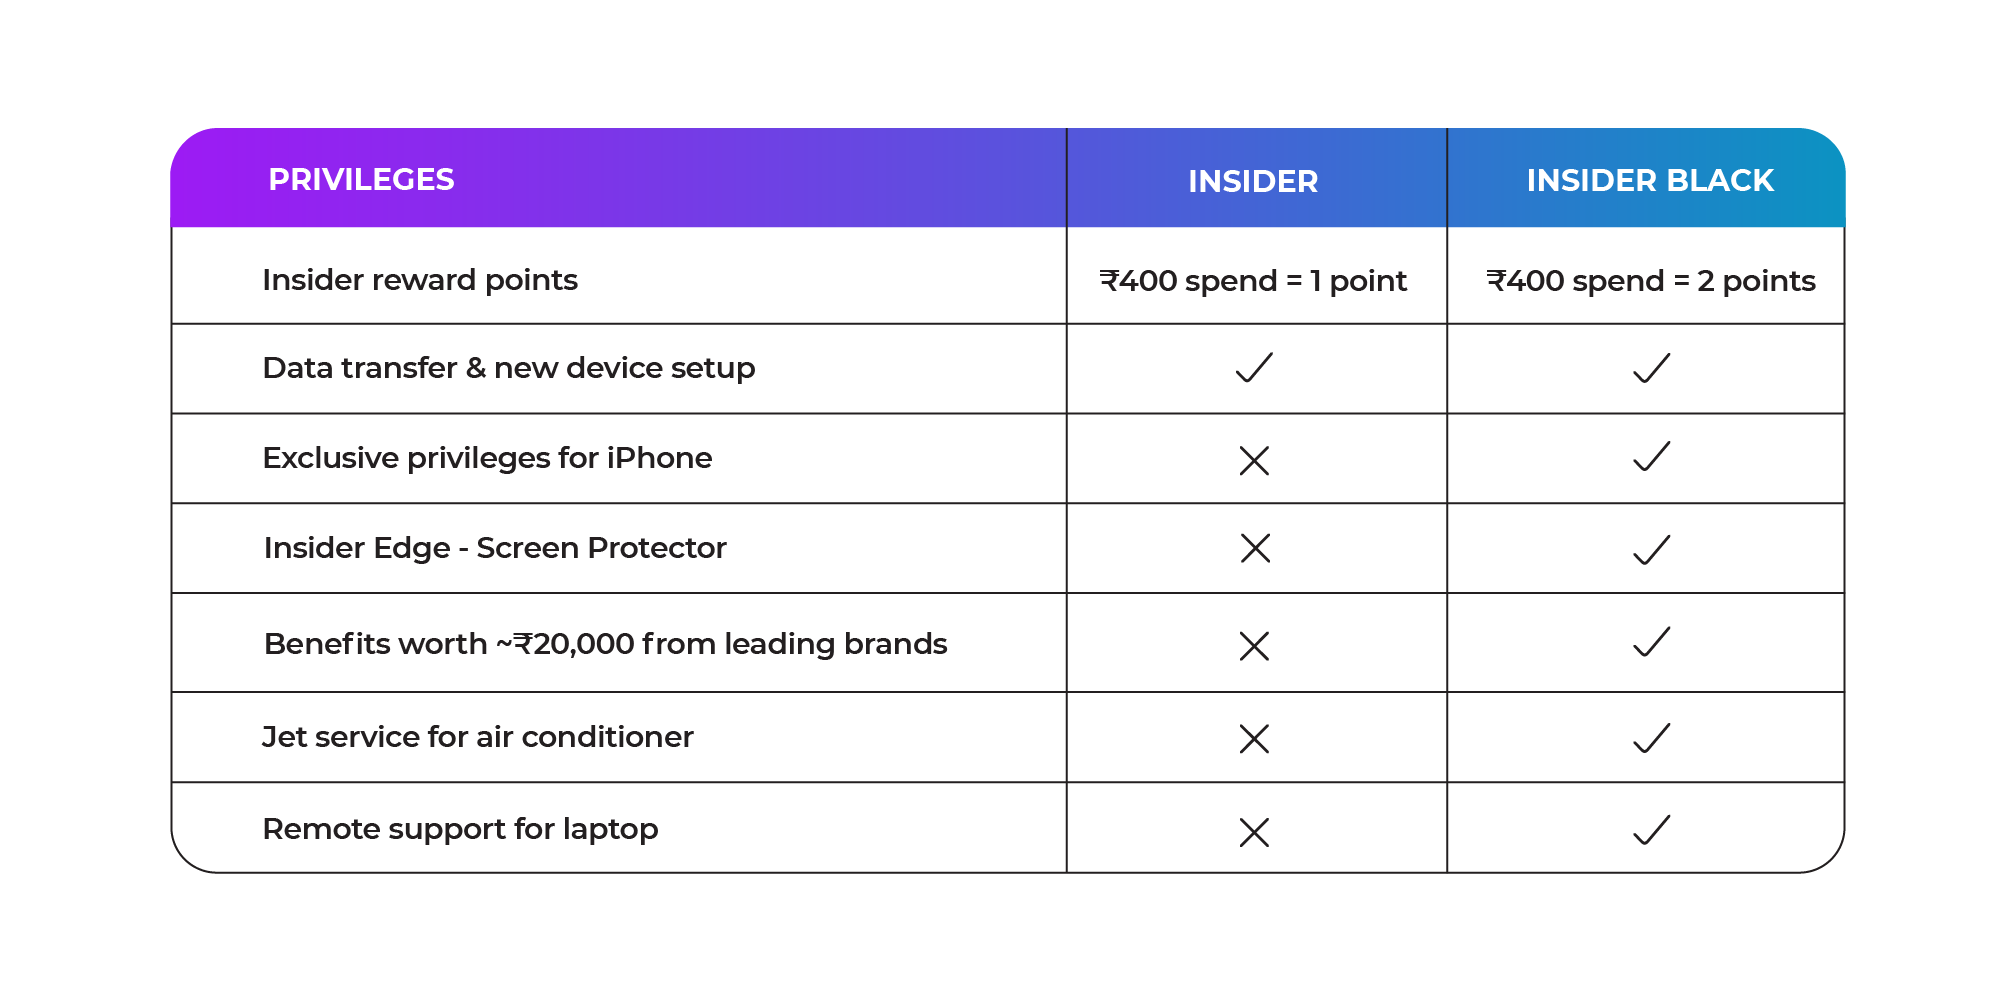 PRIVILEGES INSIDER INSIDER BLACK
Insider reward points ₹400 spend = 1 point ₹400 spend = 2 points
Data transfer & new device setup ✓ ✓
Exclusive privileges for iPhone ✕ ✓
Insider Edge - Screen Protector ✕ ✓
Benefits worth ~₹20,000 from leading brands ✕ ✓
Jet service for air conditioner ✕ ✓
Remote support for laptop ✕ ✓